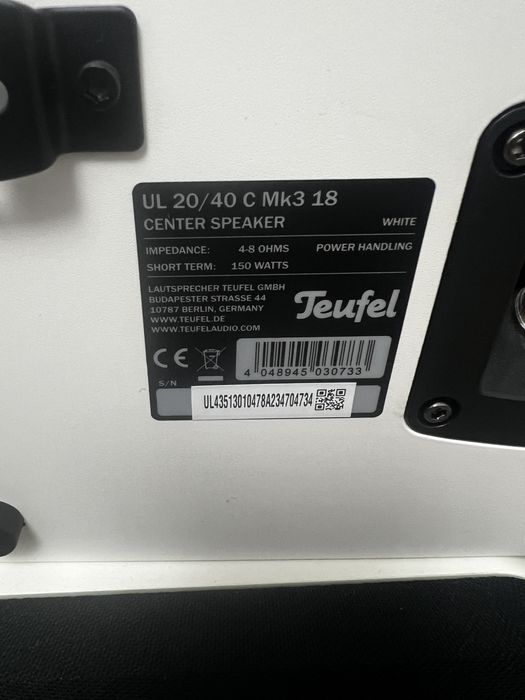 UL 20/40 C Mk3 18
CENTER SPEAKER WHITE
IMPEDANCE: 4-8 OHMS POWER HANDLING
SHORT TERM: 150 WATTS
LAUTSPRECHER TEUFEL GMBH
BUDAPESTER STRASSE 44
10787 BERLIN, GERMANY
WWW.TEUFEL.DE
WWW.TEUFELAUDIO.COM
Teufel
CE
4 048945 030733
S/N
UL43513010478A234704734